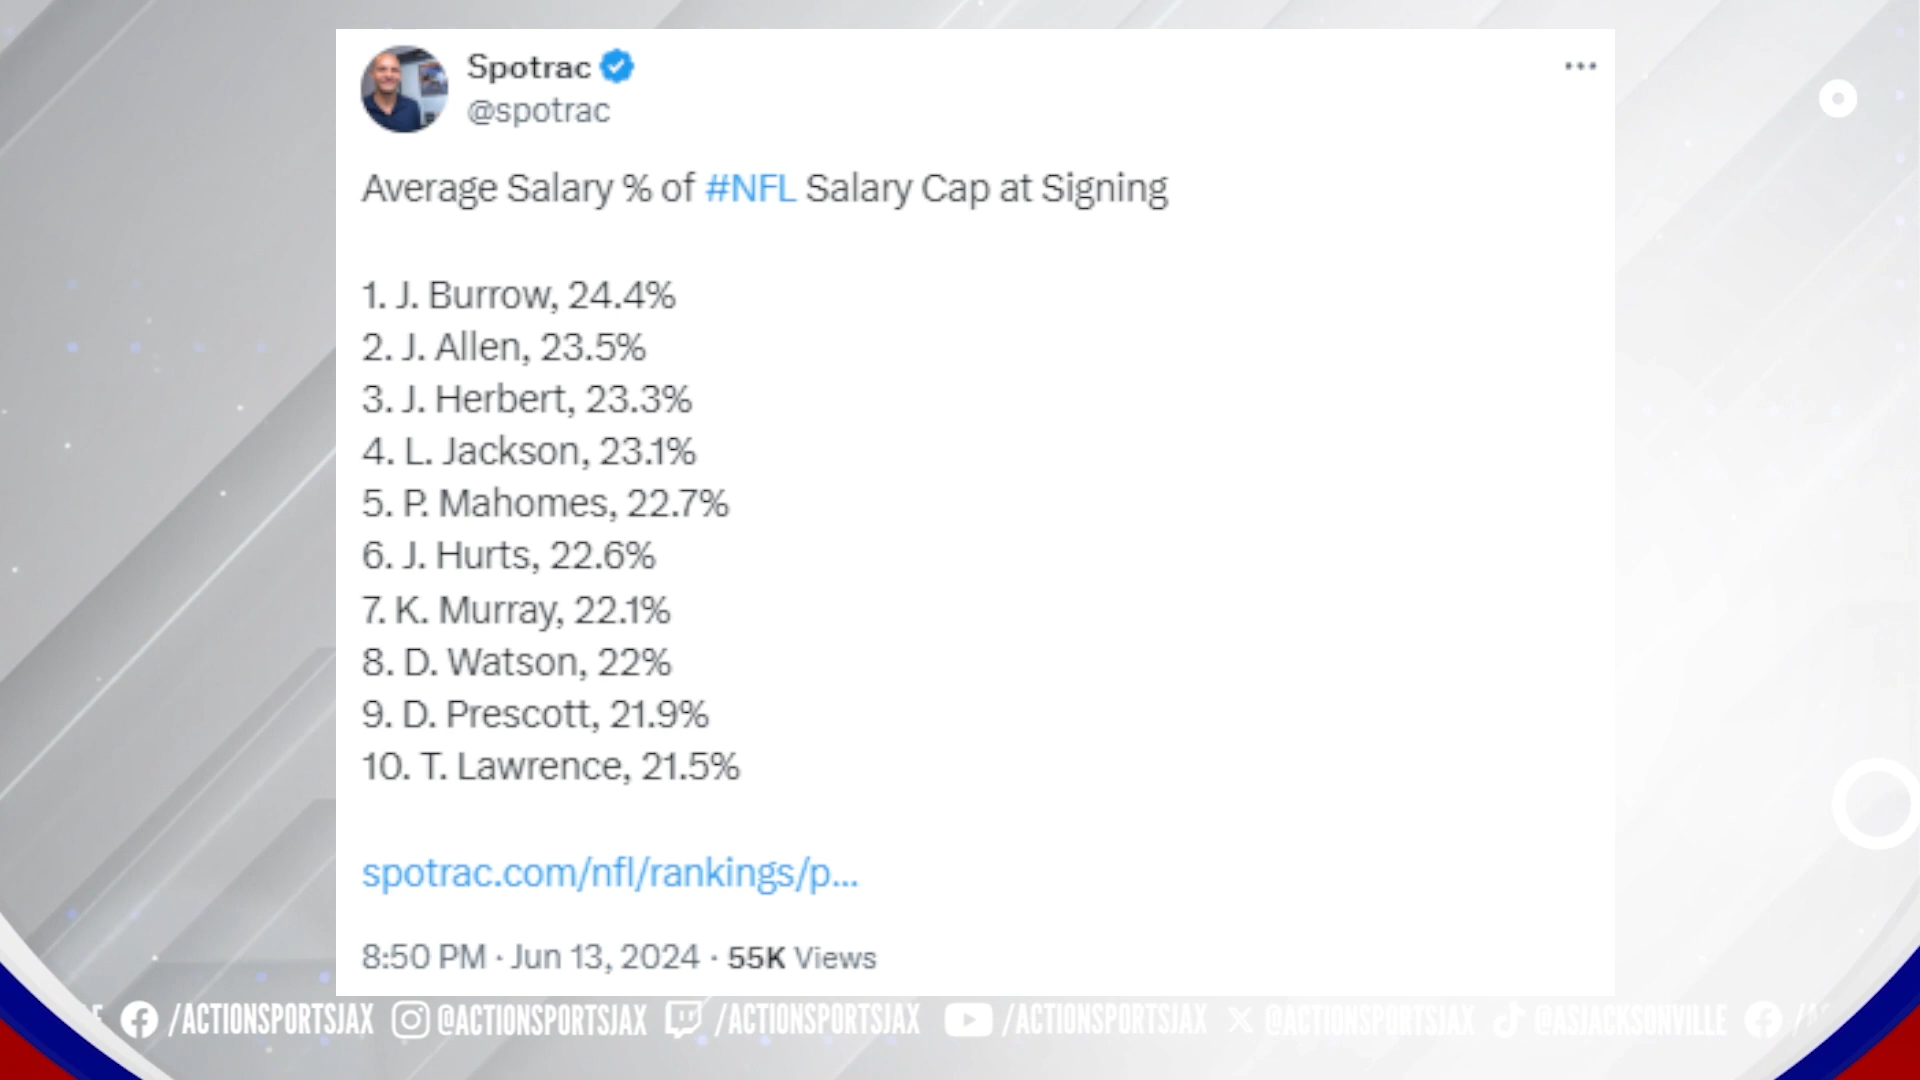 Spotrac
@spotrac
Average Salary % of #NFL Salary Cap at Signing
1. J. Burrow, 24.4%
2. J. Allen, 23.5%
3. J. Herbert, 23.3%
4. L. Jackson, 23.1%
5. P. Mahomes, 22.7%
6. J. Hurts, 22.6%
7. K. Murray, 22.1%
8. D. Watson, 22%
9. D. Prescott, 21.9%
10. T. Lawrence, 21.5%
spotrac.com/nfl/rankings/p...
8:50 PM · Jun 13, 2024 · 55K Views
/ACTIONSPORTSJAX @ACTIONSPORTSJAX /ACTIONSPORTSJAX /ACTIONSPORTSJAX @ACTIONSPORTSJAX @ASJACKSONVILLE